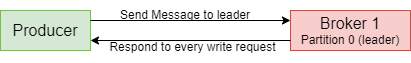 Producer
Send Message to leader
Respond to every write request
Broker 1
Partition 0 (leader)